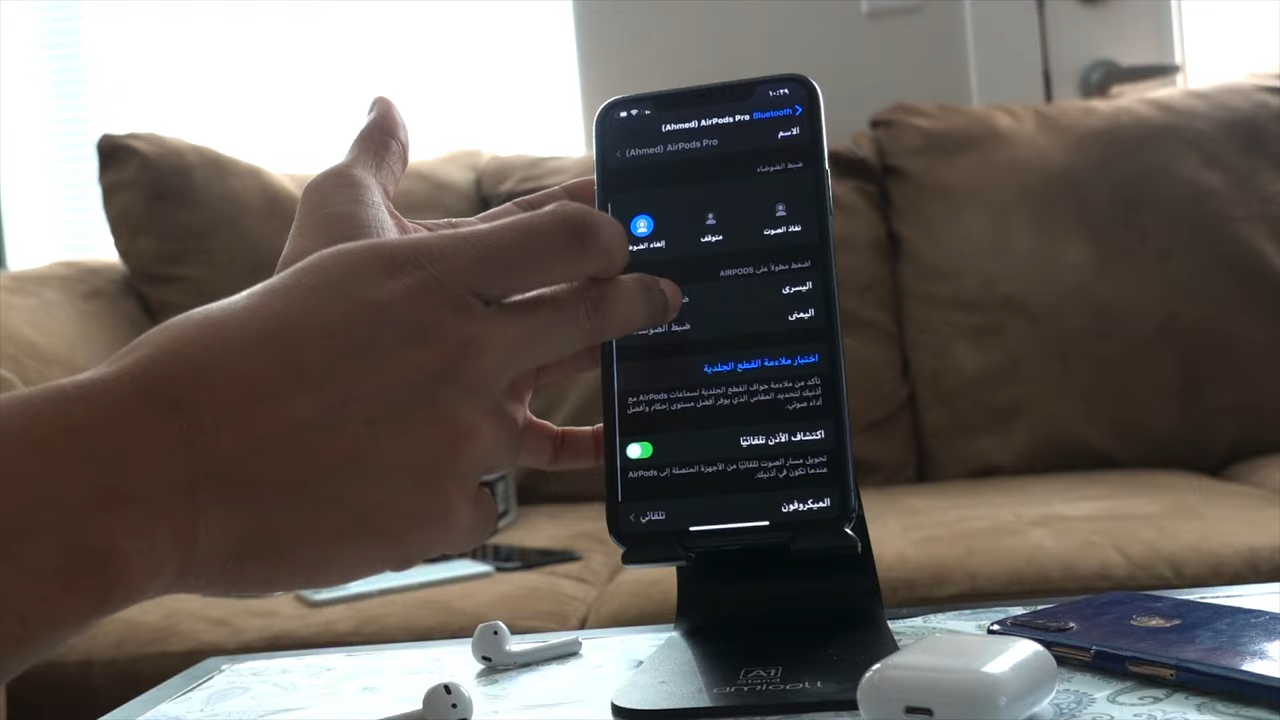 ١٠:٢٩
Bluetooth (Ahmed) AirPods Pro
الاسم
(Ahmed) AirPods Pro
ضبط الضوضاء
نفاذ الصوت متوقف إلغاء
اضغط مطولاً على AIRPODS
اليسرى
اليمنى ضبط
اختبار ملاءمة القطع الجلدية
تأكد من ملاءمة حواف القطع الجلدية لسماعات AirPods مع
أذنيك لتحديد المقاس الذي يوفر أفضل مستوى إحكام وأفضل
أداء صوتي.
اكتشاف الأذن تلقائيًا
تحويل مسار الصوت تلقائيًا من الأجهزة المتصلة إلى AirPods
عندما تكون في أذنيك.
الميكروفون تلقائي
A1
Stand